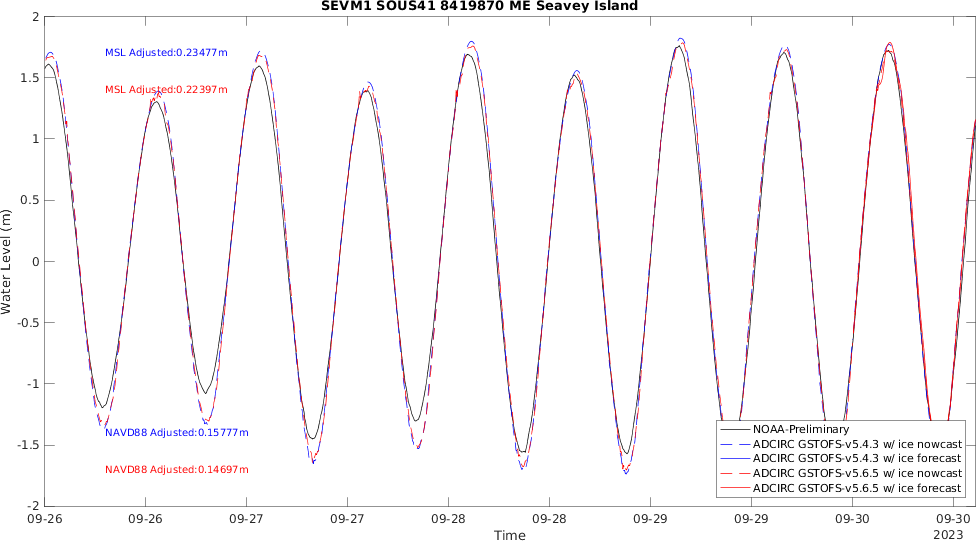 SEVM1 SOUS41 8419870 ME Seavey Island
2
1.5
1
0.5
0
-0.5
-1
-1.5
-2
Water Level (m)
MSL Adjusted:0.23477m
MSL Adjusted:0.22397m
NAVD88 Adjusted:0.15777m
NAVD88 Adjusted:0.14697m
NOAA-Preliminary
ADCIRC GSTOFS-v5.4.3 w/ ice nowcast
ADCIRC GSTOFS-v5.4.3 w/ ice forecast
ADCIRC GSTOFS-v5.6.5 w/ ice nowcast
ADCIRC GSTOFS-v5.6.5 w/ ice forecast
09-26 09-26 09-27 09-27 09-28 09-28 09-29 09-29 09-30 09-30
Time
2023